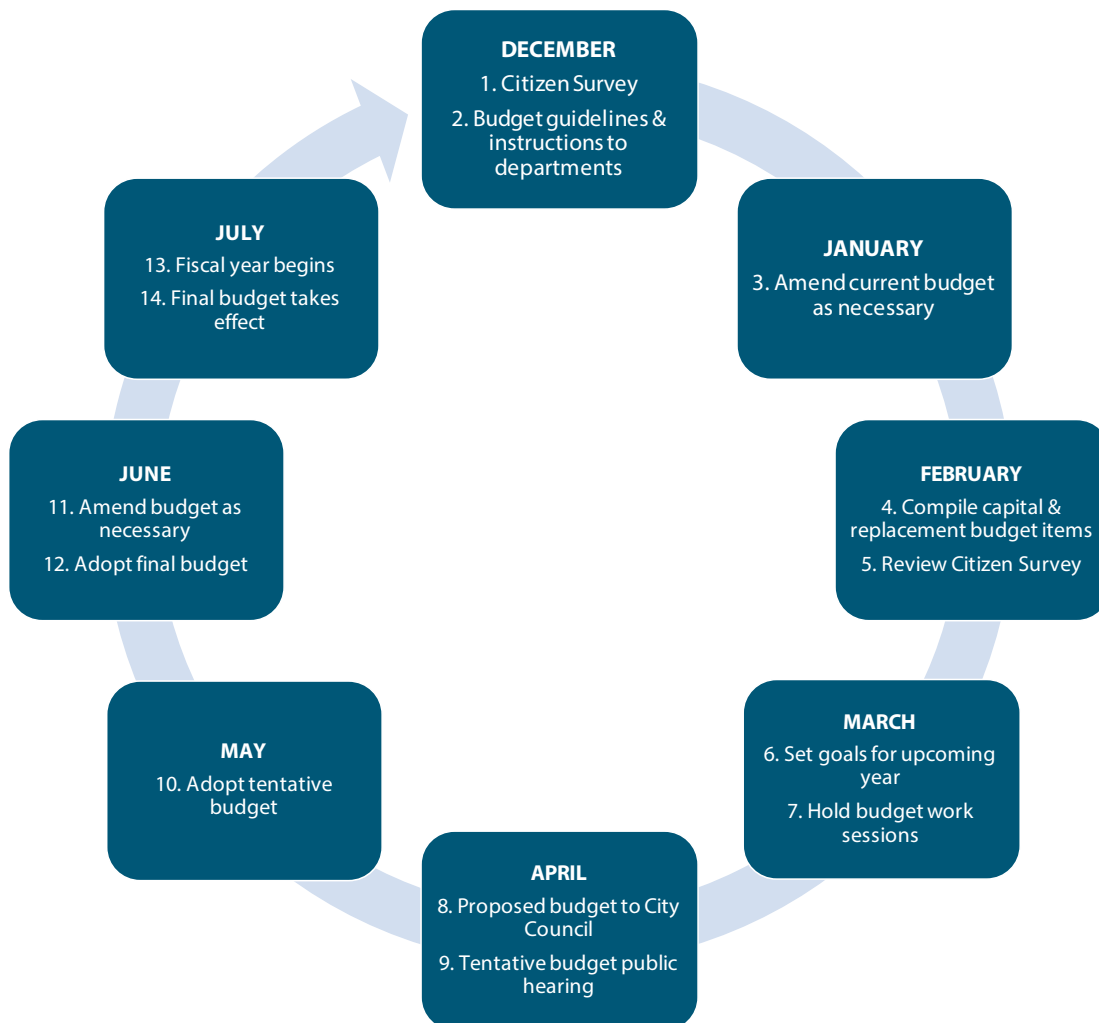 DECEMBER
1. Citizen Survey
2. Budget guidelines &
instructions to
departments
JANUARY
3. Amend current budget
as necessary
FEBRUARY
4. Compile capital &
replacement budget items
5. Review Citizen Survey
MARCH
6. Set goals for upcoming
year
7. Hold budget work
sessions
APRIL
8. Proposed budget to City
Council
9. Tentative budget public
hearing
MAY
10. Adopt tentative
budget
JUNE
11. Amend budget as
necessary
12. Adopt final budget
JULY
13. Fiscal year begins
14. Final budget takes
effect